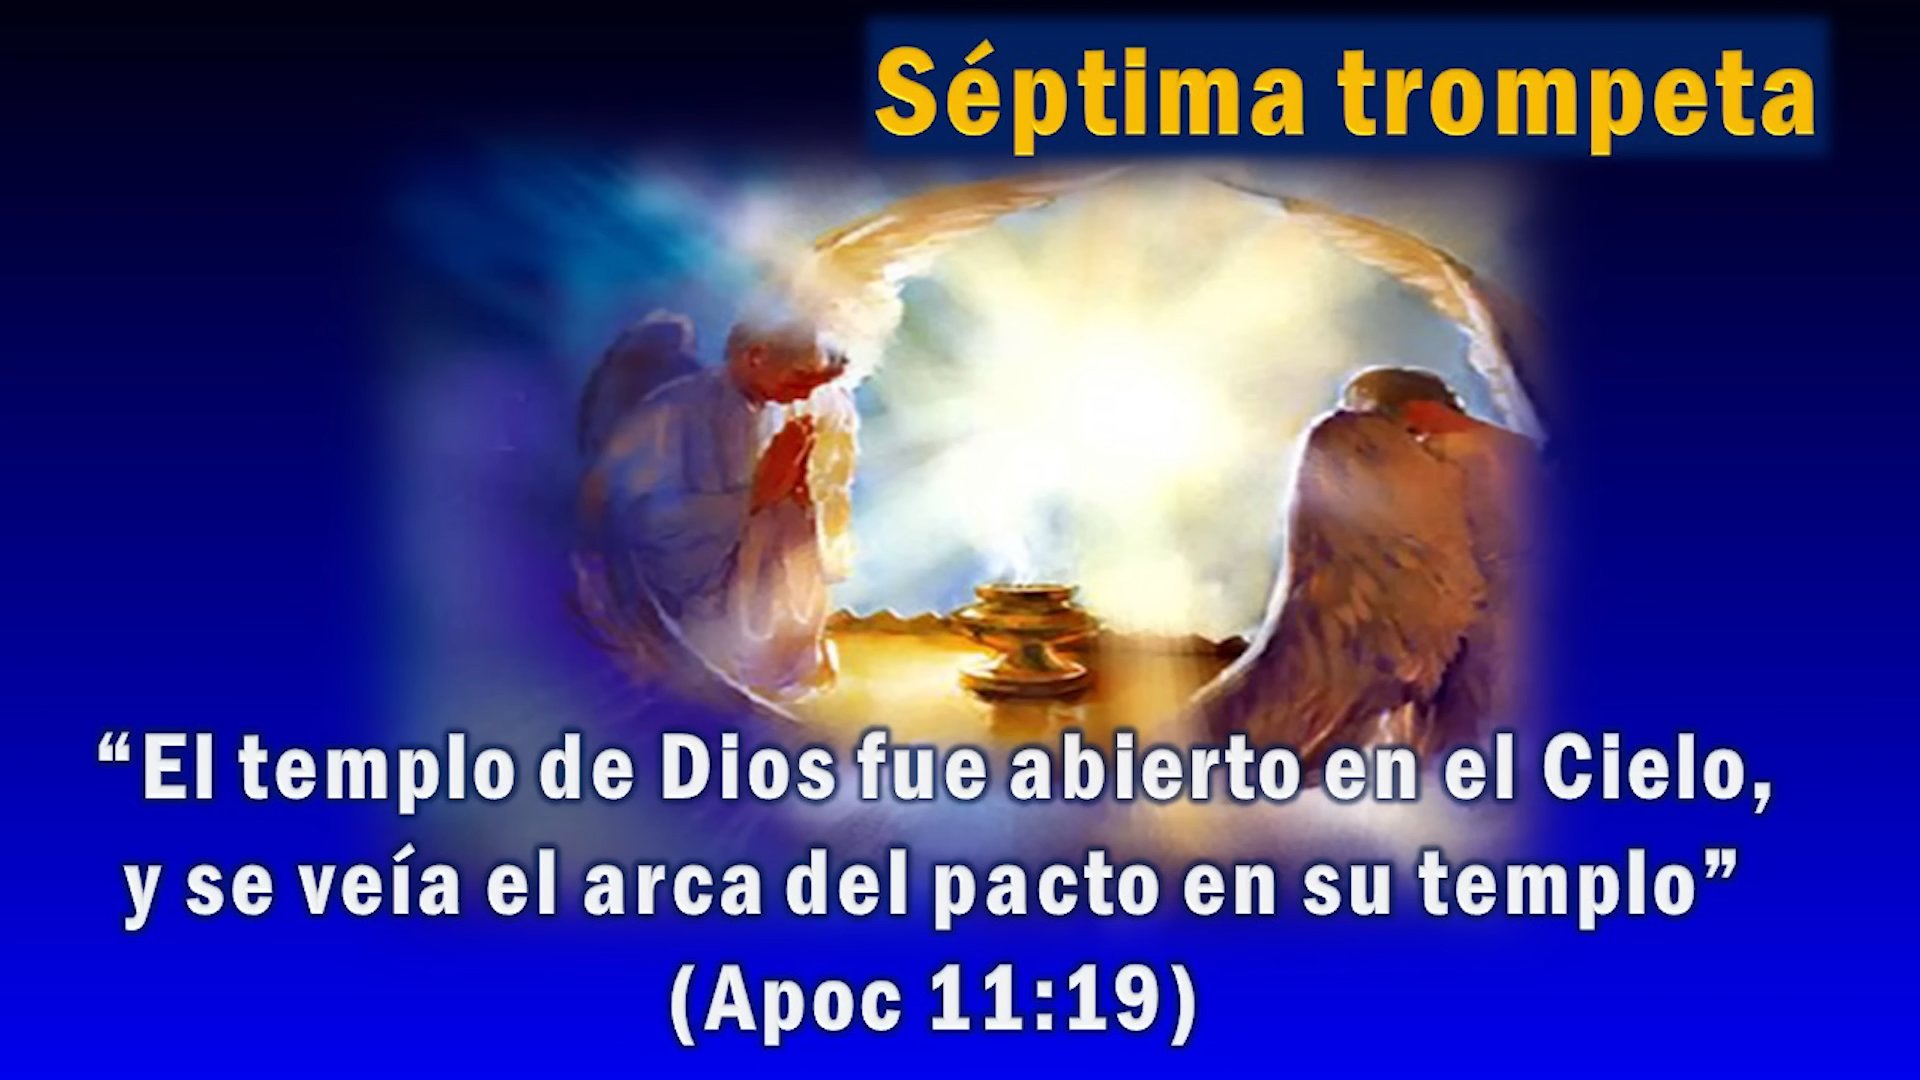 Séptima trompeta
“El templo de Dios fue abierto en el Cielo,
y se veía el arca del pacto en su templo”
(Apoc 11:19)